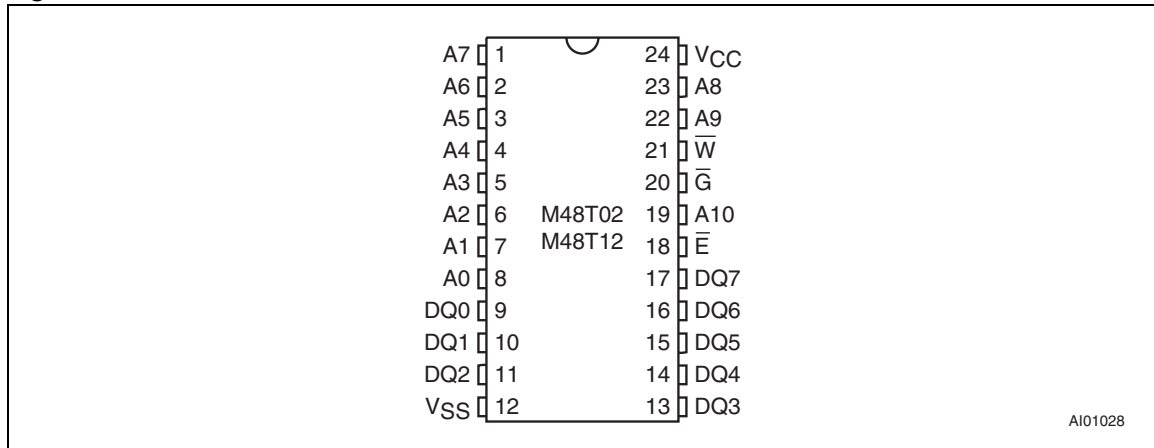 A7 1 24 VCC
A6 2 23 A8
A5 3 22 A9
A4 4 21 W̅
A3 5 20 G̅
A2 6 M48T02 19 A10
A1 7 M48T12 18 E̅
A0 8 17 DQ7
DQ0 9 16 DQ6
DQ1 10 15 DQ5
DQ2 11 14 DQ4
VSS 12 13 DQ3
AI01028